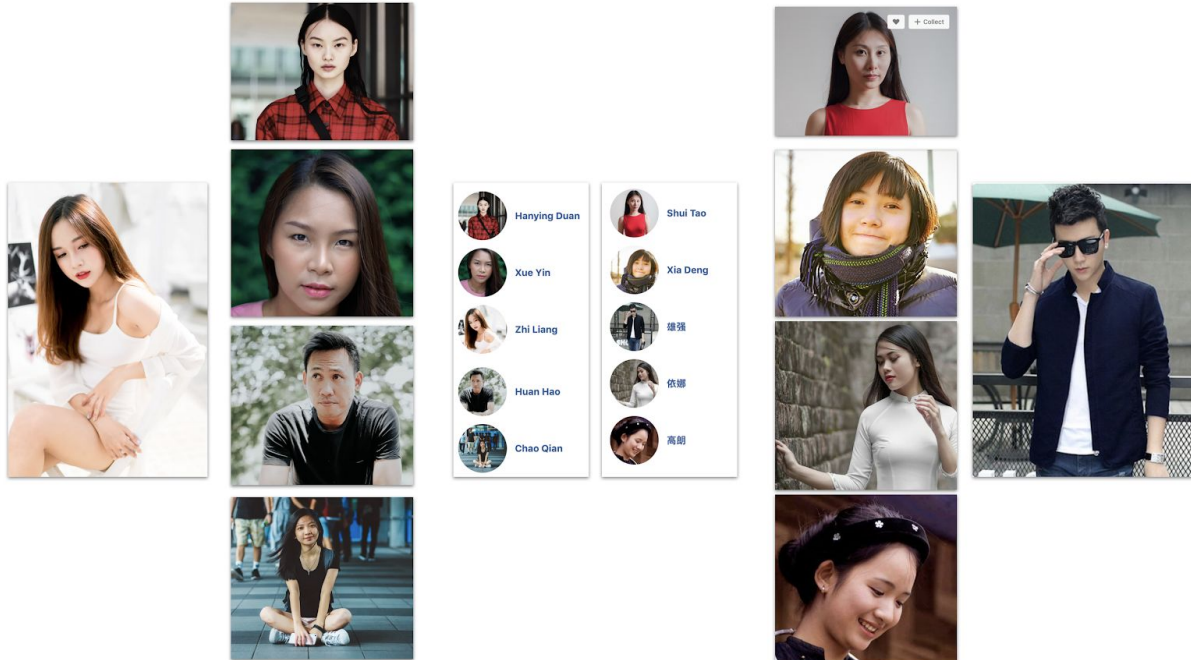 + Collect
Hanying Duan
Xue Yin
Zhi Liang
Huan Hao
Chao Qian
Shui Tao
Xia Deng
雄强
依娜
高朗